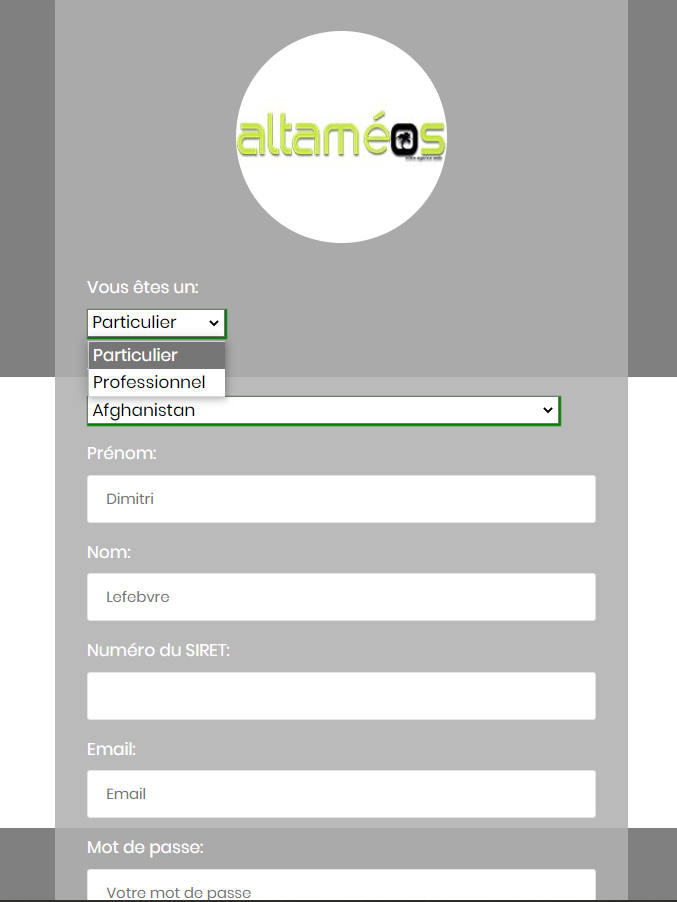 altaméos
Vous êtes un:
Particulier
Particulier
Professionnel
Afghanistan
Prénom:
Dimitri
Nom:
Lefebvre
Numéro du SIRET:
Email:
Email
Mot de passe:
Votre mot de passe